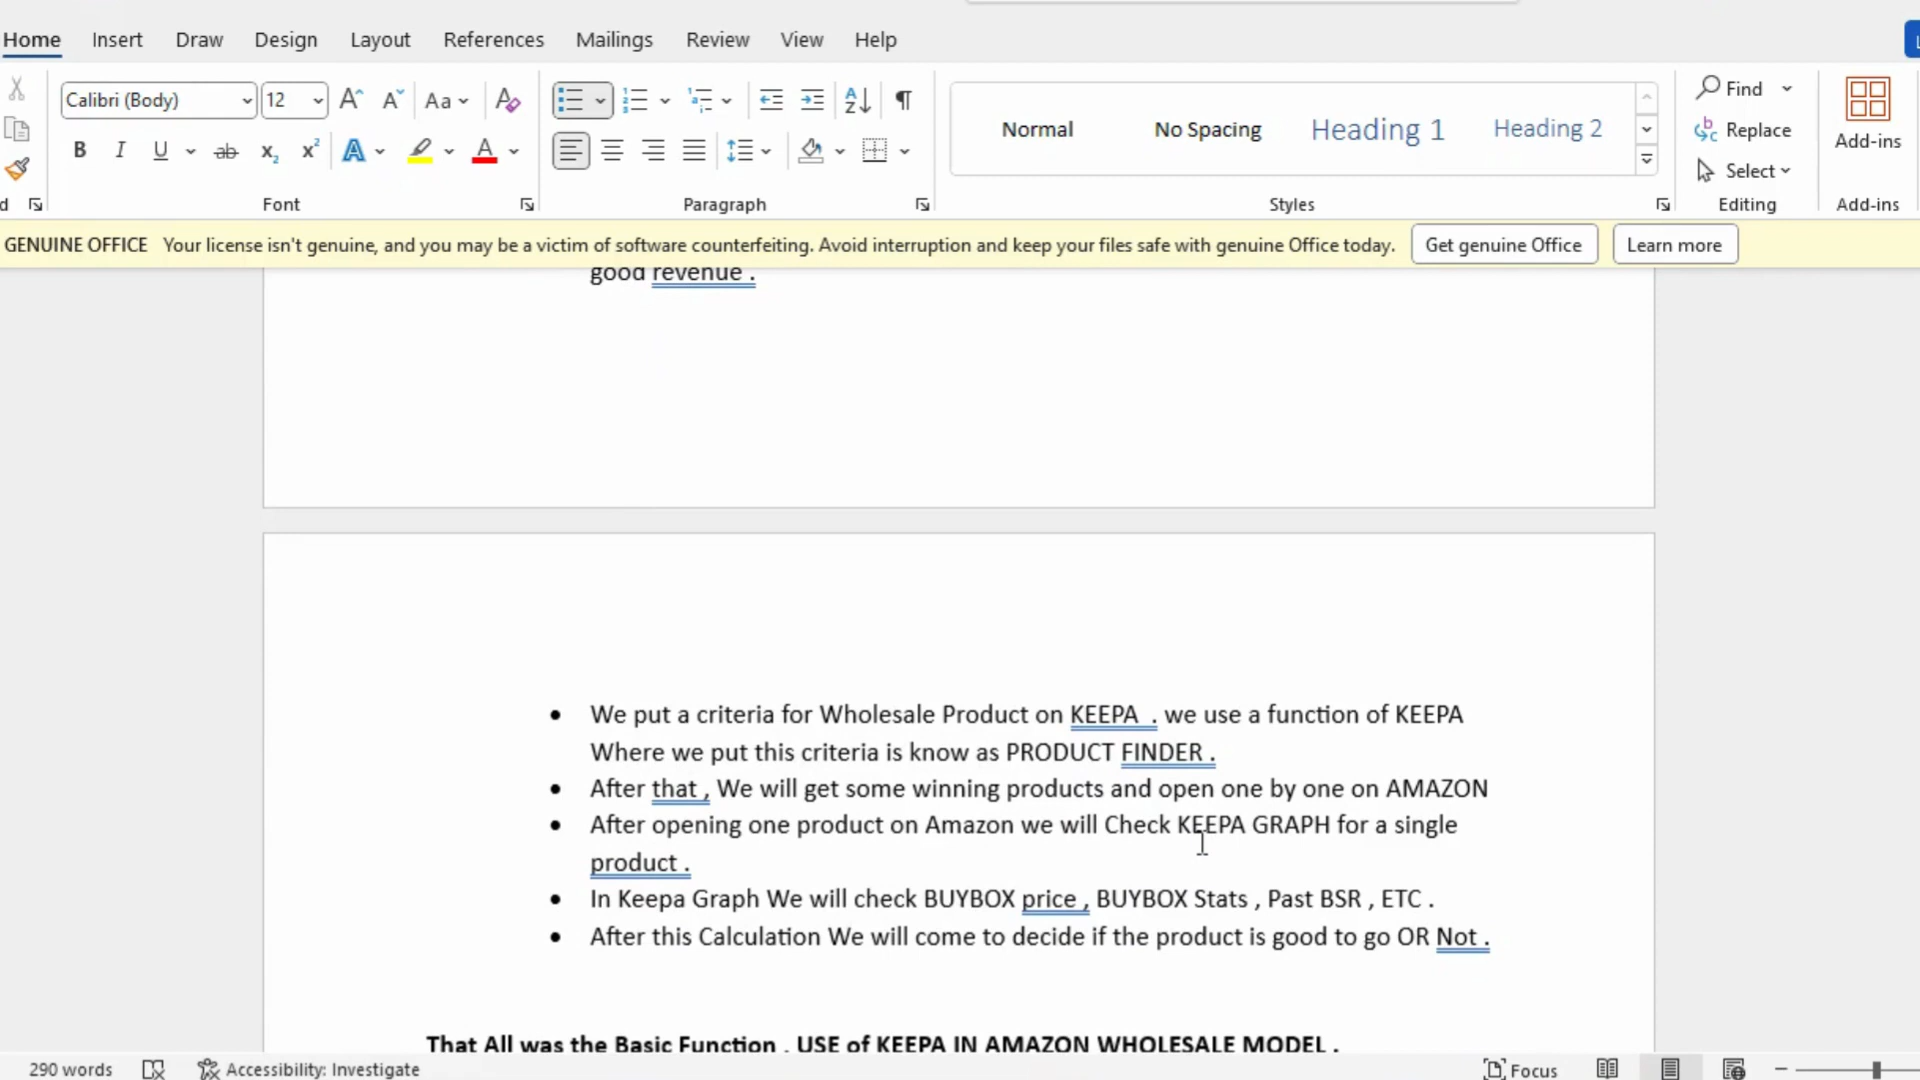 Home Insert Draw Design Layout References Mailings Review View Help
Calibri (Body) 12 Aa Find
Normal No Spacing Heading 1 Heading 2 Replace
B I U ab x₂ x² A A Select Add-ins
Font Paragraph Styles Editing Add-ins
GENUINE OFFICE Your license isn't genuine, and you may be a victim of software counterfeiting. Avoid interruption and keep your files safe with genuine Office today. Get genuine Office Learn more
good revenue .
• We put a criteria for Wholesale Product on KEEPA . we use a function of KEEPA
Where we put this criteria is know as PRODUCT FINDER .
• After that , We will get some winning products and open one by one on AMAZON
• After opening one product on Amazon we will Check KEEPA GRAPH for a single
product .
• In Keepa Graph We will check BUYBOX price , BUYBOX Stats , Past BSR , ETC .
• After this Calculation We will come to decide if the product is good to go OR Not .
That All was the Basic Function . USE of KEEPA IN AMAZON WHOLESALE MODEL .
290 words Accessibility: Investigate Focus